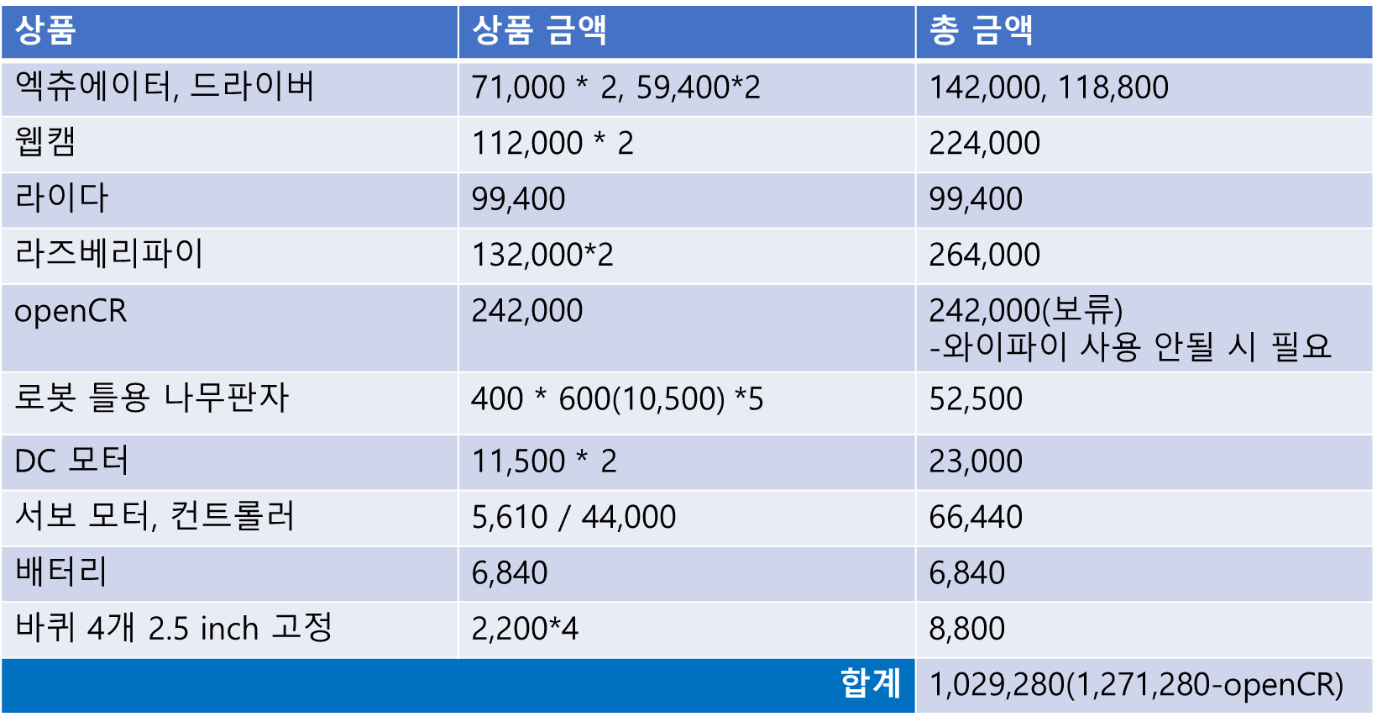 상품 상품 금액 총 금액
엑츄에이터, 드라이버 71,000 * 2, 59,400*2 142,000, 118,800
웹캠 112,000 * 2 224,000
라이다 99,400 99,400
라즈베리파이 132,000*2 264,000
openCR 242,000 242,000(보류)
-와이파이 사용 안될 시 필요
로봇 틀용 나무판자 400 * 600(10,500) *5 52,500
DC 모터 11,500 * 2 23,000
서보 모터, 컨트롤러 5,610 / 44,000 66,440
배터리 6,840 6,840
바퀴 4개 2.5 inch 고정 2,200*4 8,800
합계 1,029,280(1,271,280-openCR)